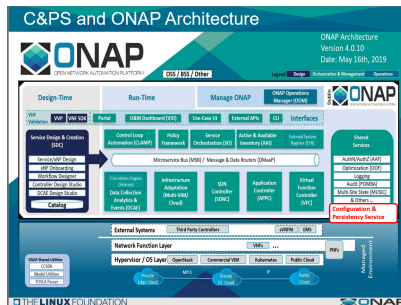 C&PS and ONAP Architecture
ONAP
OPEN NETWORK AUTOMATION PLATFORM
ONAP Architecture
Version 4.0.10
Date: May 16th, 2019
OSS / BSS / Other
Legend
Design
Orchestration & Management
Operations
Design-Time
Run-Time
Manage ONAP
ONAP Operations
Manager (OOM)
Dublin
ONAP
VNF
Validation
VVP
VNF SDK
Portal
O&M Dashboard (VID)
Use-Case UI
External APIs
CLI
Interfaces
Service Design & Creation
(SDC)
Service/xNF Design
xNF Onboarding
Workflow Designer
Controller Design Studio
DCAE Design Studio
Catalog
Control Loop
Automation (CLAMP)
Policy
Framework
Service
Orchestration (SO)
Active & Available
Inventory (AAI)
External System
Register (ESR)
Microservice Bus (MSB) / Message & Data Routers (DMaaP)
Correlation Engine
(Holmes)
Data Collection
Analytics &
Events (DCAE)
Infrastructure
Adaptation
(Multi-VIM/
Cloud)
SDN
Controller
(SDNC)
Application
Controller
(APPC)
Virtual
Function
Controller
(VFC)
Shared
Services
AuthN/AuthZ (AAF)
Optimization (OOF)
Logging
Audit (POMBA)
Multi-Site State (MUSIC)
& Others ...
Configuration &
Persistency Service
ONAP Shared Utilities
CCSDK
Model Utilities
TOSCA Parser
External Systems
Third Party Controllers
sVNFM
EMS
Network Function Layer
VNFs
PNFs
Hypervisor / OS Layer
OpenStack
Commercial VIM
Kubernetes
Public Cloud
Private
Edge Cloud
MPLS
Private
DC Cloud
IP
Public
Cloud
Managed
Environment
THE LINUX FOUNDATION
ONAP